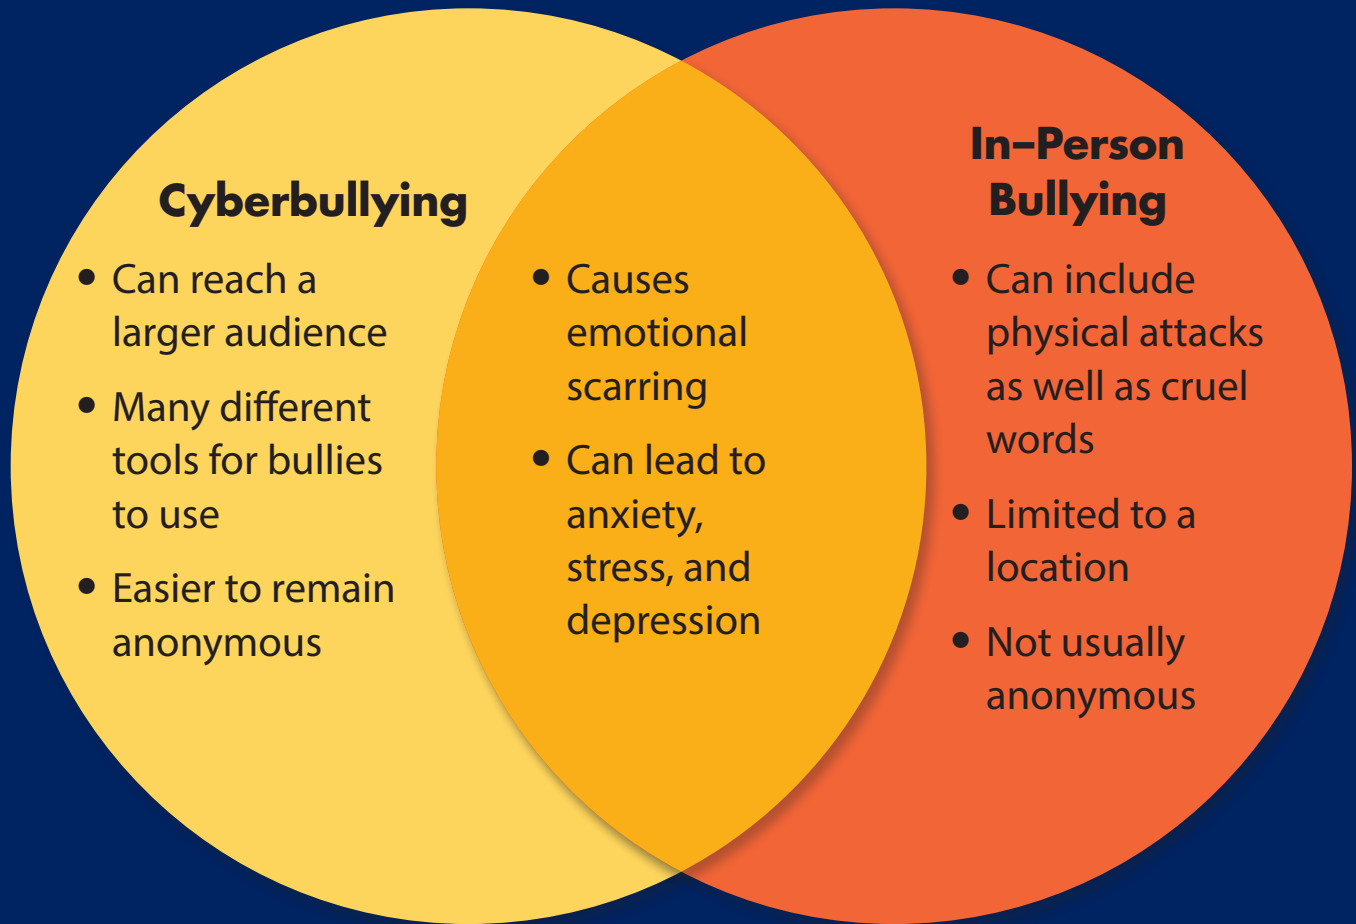 Cyberbullying
• Can reach a
larger audience
• Many different
tools for bullies
to use
• Easier to remain
anonymous
• Causes
emotional
scarring
• Can lead to
anxiety,
stress, and
depression
In–Person
Bullying
• Can include
physical attacks
as well as cruel
words
• Limited to a
location
• Not usually
anonymous